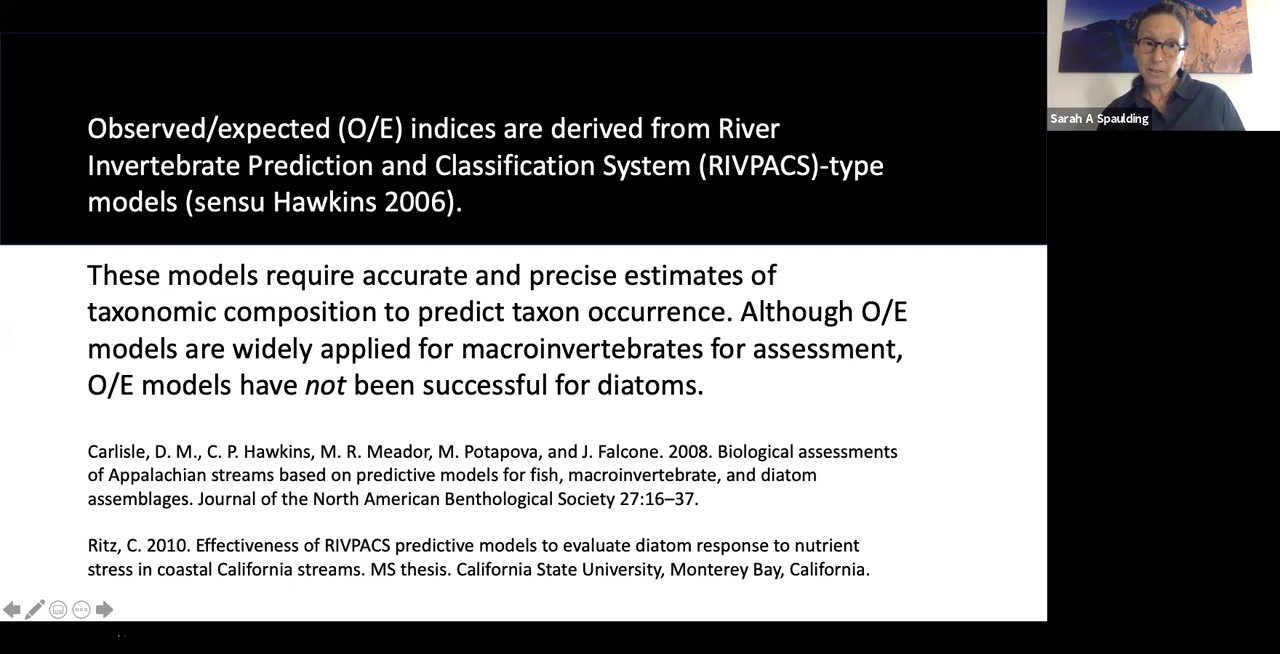 Observed/expected (O/E) indices are derived from River
Invertebrate Prediction and Classification System (RIVPACS)-type
models (sensu Hawkins 2006).
These models require accurate and precise estimates of
taxonomic composition to predict taxon occurrence. Although O/E
models are widely applied for macroinvertebrates for assessment,
O/E models have not been successful for diatoms.
Carlisle, D. M., C. P. Hawkins, M. R. Meador, M. Potapova, and J. Falcone. 2008. Biological assessments
of Appalachian streams based on predictive models for fish, macroinvertebrate, and diatom
assemblages. Journal of the North American Benthological Society 27:16–37.
Ritz, C. 2010. Effectiveness of RIVPACS predictive models to evaluate diatom response to nutrient
stress in coastal California streams. MS thesis. California State University, Monterey Bay, California.
Sarah A Spaulding